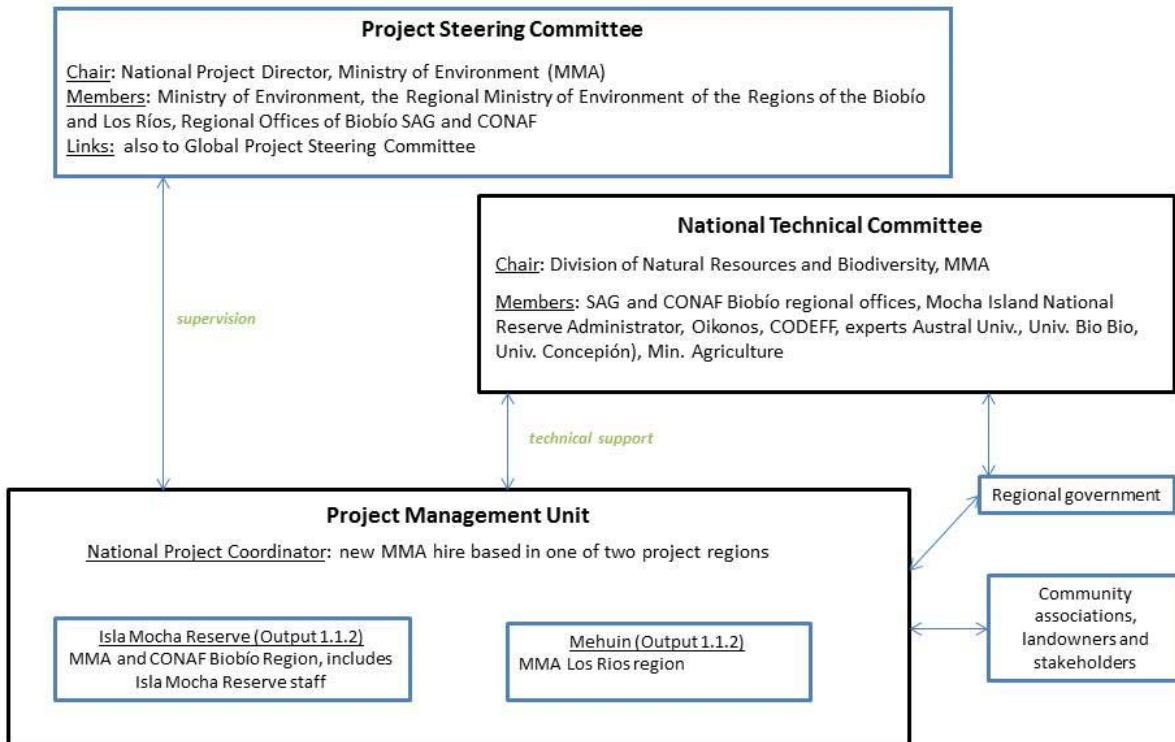 Project Steering Committee
Chair: National Project Director, Ministry of Environment (MMA)
Members: Ministry of Environment, the Regional Ministry of Environment of the Regions of the Biobío
and Los Ríos, Regional Offices of Biobío SAG and CONAF
Links: also to Global Project Steering Committee
National Technical Committee
Chair: Division of Natural Resources and Biodiversity, MMA
Members: SAG and CONAF Biobío regional offices, Mocha Island National
Reserve Administrator, Oikonos, CODEFF, experts Austral Univ., Univ. Bio Bio,
Univ. Concepión), Min. Agriculture
supervision
technical support
Regional government
Project Management Unit
National Project Coordinator: new MMA hire based in one of two project regions
Isla Mocha Reserve (Output 1.1.2)
MMA and CONAF Biobío Region, includes
Isla Mocha Reserve staff
Mehuin (Output 1.1.2)
MMA Los Rios region
Community
associations,
landowners and
stakeholders